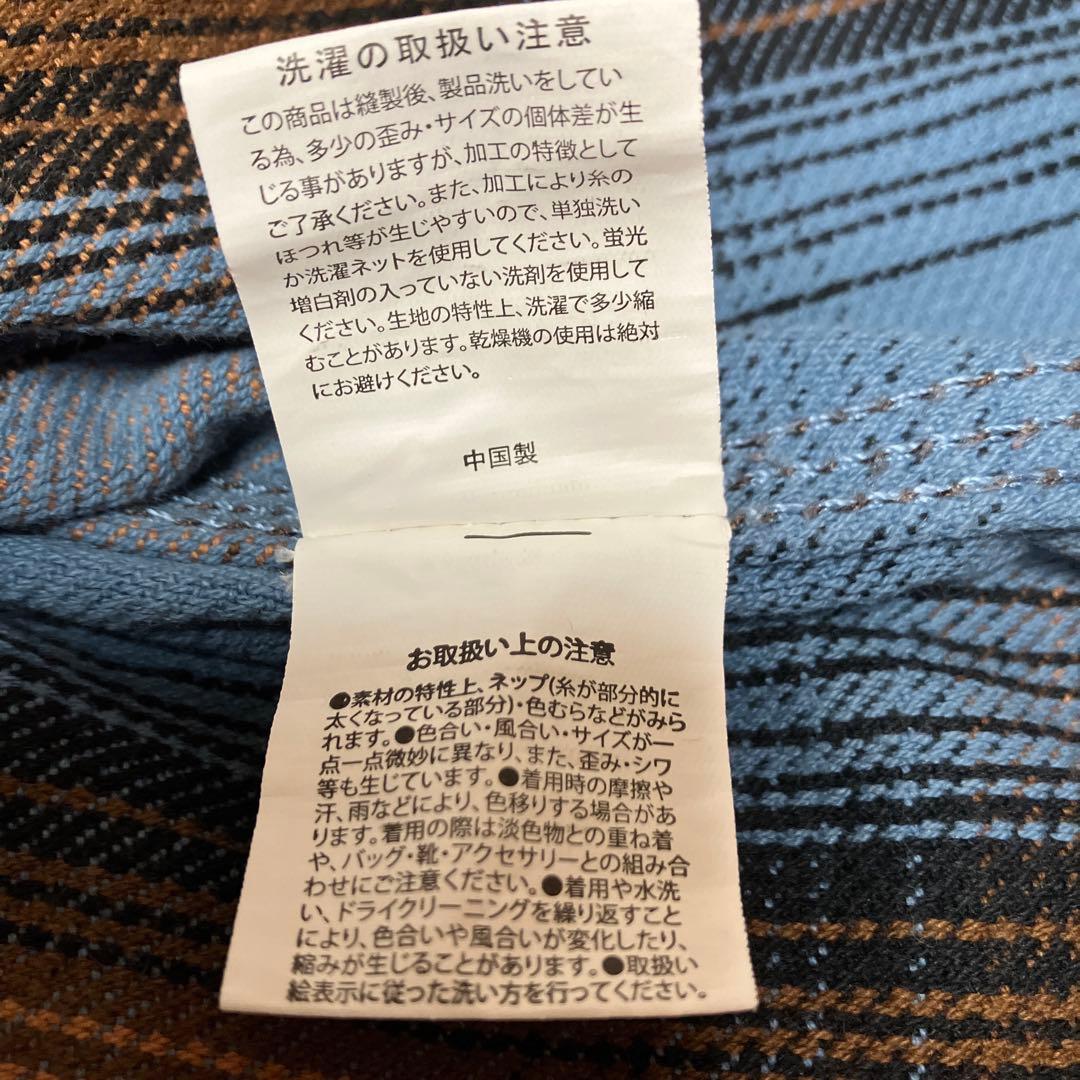 洗濯の取扱い注意
この商品は縫製後、製品洗いをしてい
る為、多少の歪み・サイズの個体差が生
じる事がありますが、加工の特徴として
ご了承ください。また、加工により糸の
ほつれ等が生じやすいので、単独洗い
か洗濯ネットを使用してください。蛍光
増白剤の入っていない洗剤を使用して
ください。生地の特性上、洗濯で多少縮
むことがあります。乾燥機の使用は絶対
にお避けください。
中国製
お取扱い上の注意
●素材の特性上、ネップ(糸が部分的に
太くなっている部分)・色むらなどがみら
れます。●色合い・風合い・サイズが一
点一点微妙に異なり、また、歪み・シワ
等も生じています。●着用時の摩擦や
汗、雨などにより、色移りする場合があ
ります。着用の際は淡色物との重ね着
や、バッグ・靴・アクセサリーとの組み合
わせにご注意ください。●着用や水洗
い、ドライクリーニングを繰り返すこと
により、色合いや風合いが変化したり、
縮みが生じることがあります。●取扱い
絵表示に従った洗い方を行ってください。